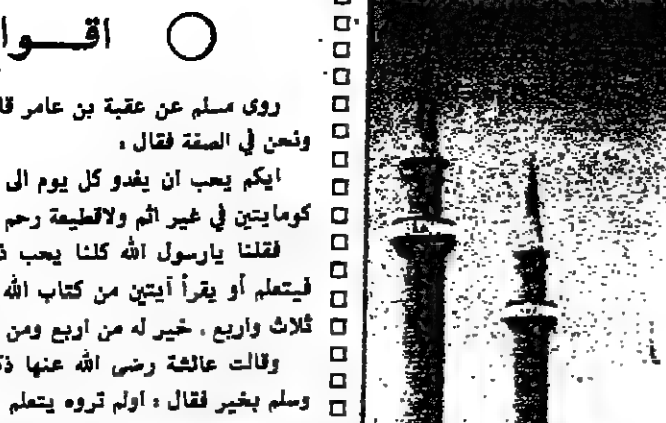 اقـــوا
روى مسلم عن عقبة بن عامر قا
ونحن في الصفة فقال :
ايكم يحب ان يغدو كل يوم الى
كومايتين في غير اثم ولاقطيعة رحم
فقلنا يارسول الله كلنا يحب ذ
فيتعلم أو يقرأ آيتين من كتاب الله
ثلاث واربع . خير له من اربع ومن
وقالت عائشة رضى الله عنها ذك
وسلم بخير فقال : اولم تروه يتعلم